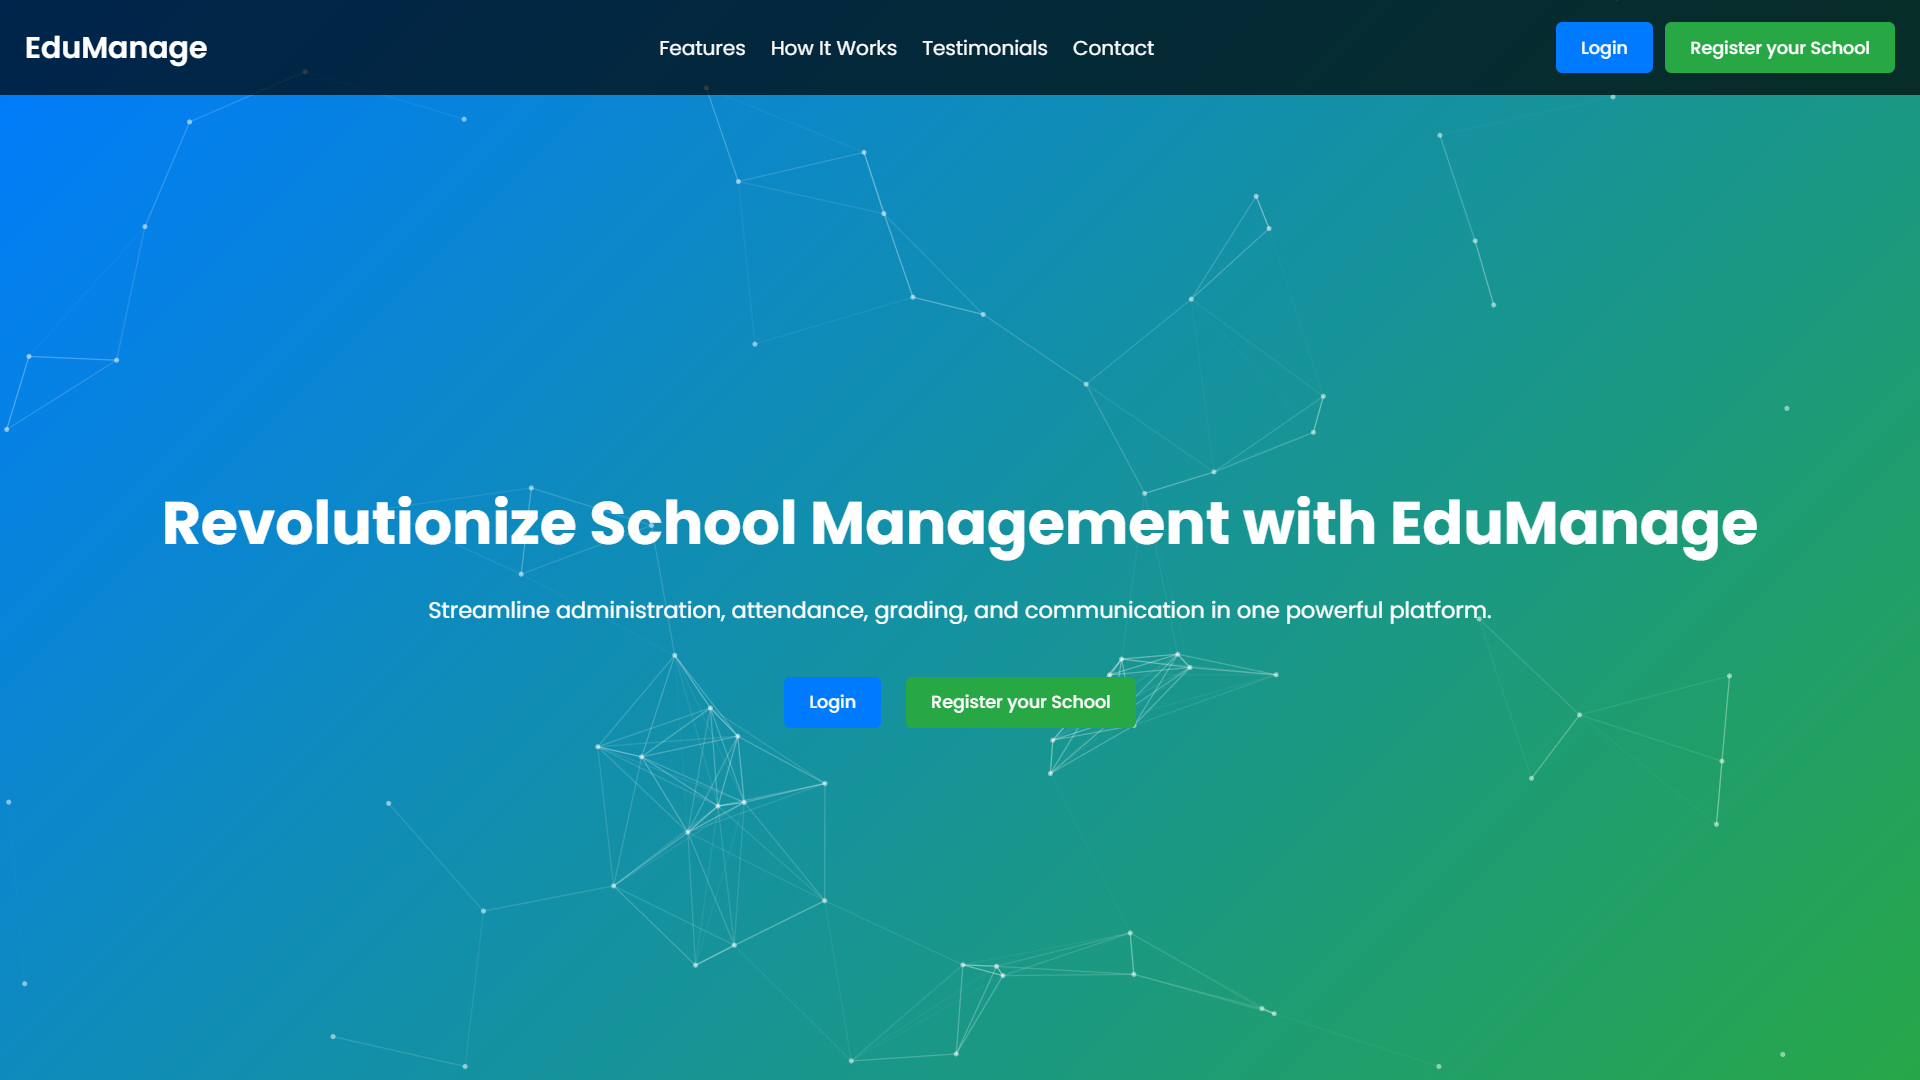 EduManage
Features How It Works Testimonials Contact
Login
Register your School
Revolutionize School Management with EduManage
Streamline administration, attendance, grading, and communication in one powerful platform.
Login
Register your School